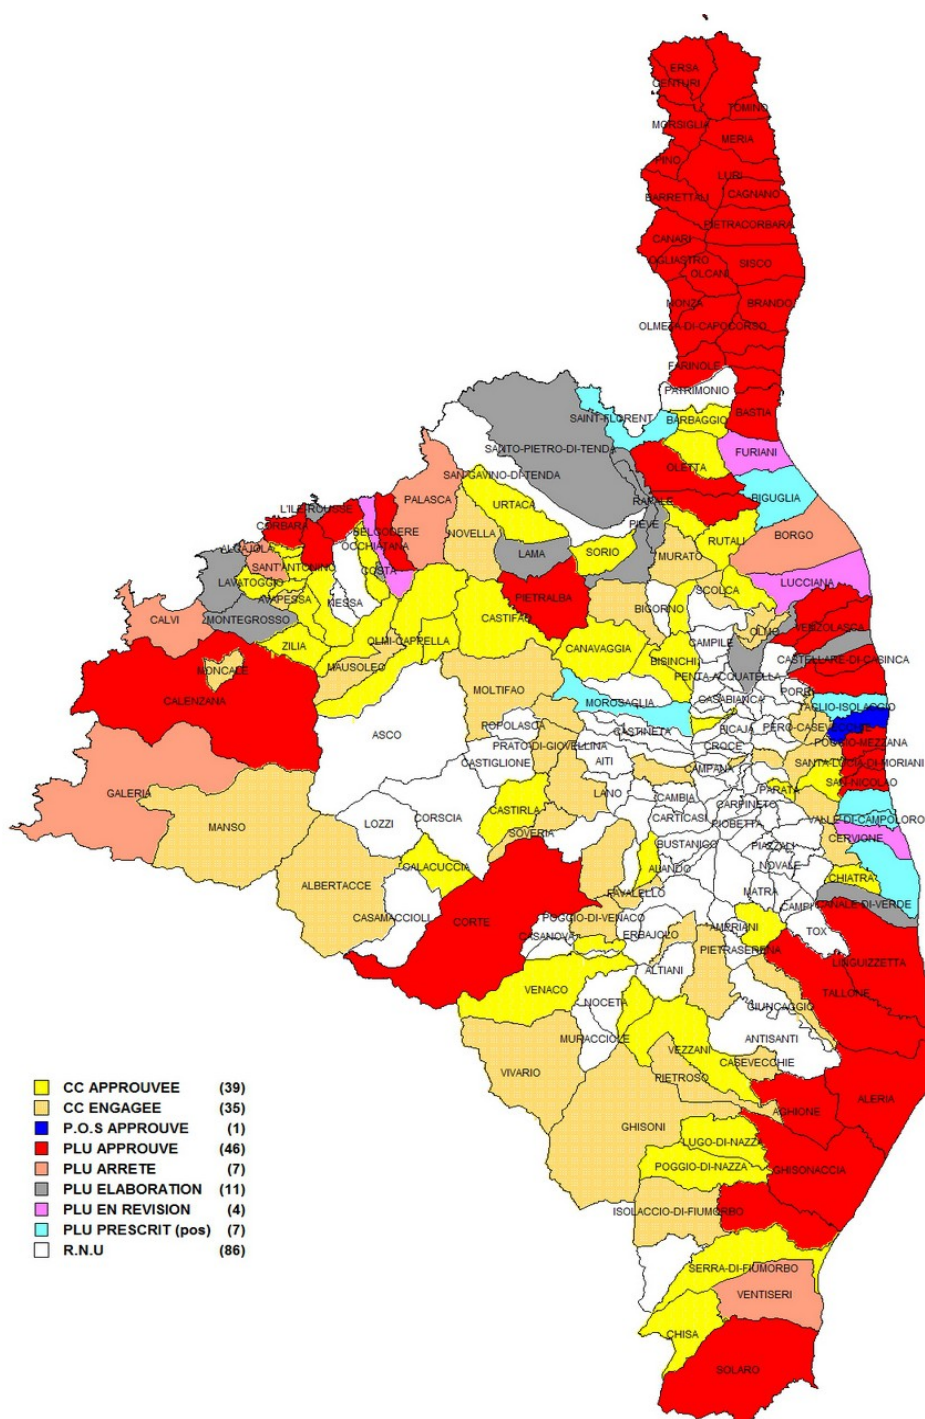 ERSA
CENTURI
TOMINO
MORSIGLIA
MERIA
PINO
LURI
CAGNANO
BARRETTALI
PIETRACORBARA
CANARI
OGLIASTRO
SISCO
OLCANI
NONZA
BRANDO
OLMETA-DI-CAPOCORSO
FARINOLE
PATRIMONIO
BASTIA
SAINT-FLORENT
BARBAGGIO
SANTO-PIETRO-DI-TENDA
FURIANI
OLETTA
SAN-GAVINO-DI-TENDA
PALASCA
BIGUGLIA
RAPALE
URTACA
L'ILE-ROUSSE
CORBARA
BELGODERE
PIEVE
NOVELLA
BORGO
RUTALI
OCCHIATANA
ALGAJOLA
LAMA
SORIO
MURATO
SANT'ANTONINO
COSTA
LAVATOGGIO
LUCCIANA
SCOLCA
AVAPESSA
NESSA
PIETRALBA
BIGORNO
CALVI
MONTEGROSSO
CASTIFAO
VENZOLASCA
OLMO
ZILIA
OLMI-CAPPELLA
CAMPILE
CANAVAGGIA
BISINCHI
CASTELLARE-DI-CASINCA
MAUSOLEO
MONCALE
PENTA-ACQUATELLA
MOLTIFAO
PORRI
CALENZANA
MOROSAGLIA
CASABIANCA
TAGLIO-ISOLACCIO
POPOLASCA
CASTINETA
FICAJA
PERO-CASEVECCHIE
ASCO
PRATO-DI-GIOVELLINA
CROCE
POGGIO-MEZZANA
CASTIGLIONE
AITI
CAMPANA
SANTA-LUCIA-DI-MORIANI
SAN-NICOLAO
GALERIA
LANO
CAMBIA
PARATA
CASTIRLA
CARPINETO
CORSCIA
CARTICASI
PIOBETTA
VALLE-DI-CAMPOLORO
MANSO
LOZZI
SOVERIA
CERVIONE
BUSTANICO
PIAZZALI
CALACUCCIA
ALANDO
NOVALE
CHIATRA
ALBERTACCE
FAVALELLO
MATRA
CANALE-DI-VERDE
CAMPI
CASAMACCIOLI
CORTE
POGGIO-DI-VENACO
AMPRIANI
TOX
CASANOVA
ERBAJOLO
PIETRASERENA
LINGUIZZETTA
ALTIANI
VENACO
TALLONE
NOCETA
GIUNCAGGIO
MURACCIOLE
ANTISANTI
VEZZANI
CASEVECCHIE
VIVARIO
PIETROSO
ALERIA
AGHIONE
GHISONI
LUGO-DI-NAZZA
POGGIO-DI-NAZZA
GHISONACCIA
ISOLACCIO-DI-FIUMORBO
SERRA-DI-FIUMORBO
VENTISERI
CHISA
SOLARO
CC APPROUVEE (39)
CC ENGAGEE (35)
P.O.S APPROUVE (1)
PLU APPROUVE (46)
PLU ARRETE (7)
PLU ELABORATION (11)
PLU EN REVISION (4)
PLU PRESCRIT (pos) (7)
R.N.U (86)